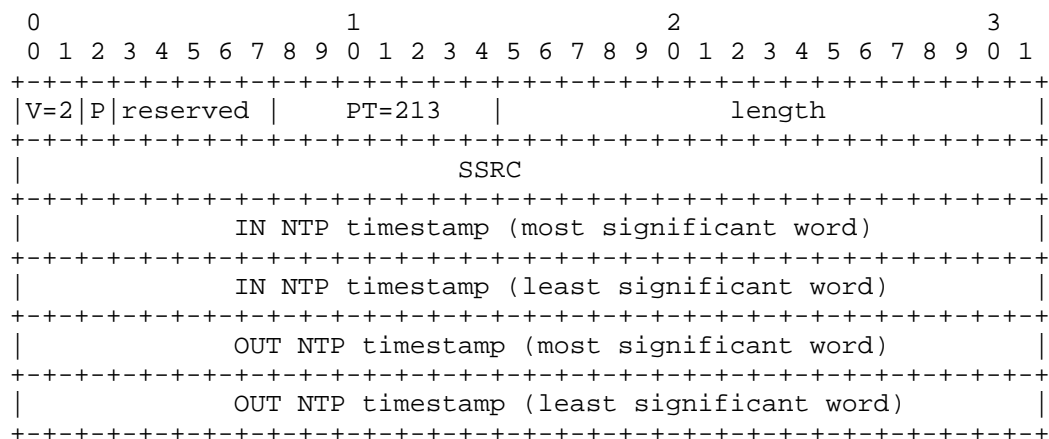 0                   1                   2                   3
 0 1 2 3 4 5 6 7 8 9 0 1 2 3 4 5 6 7 8 9 0 1 2 3 4 5 6 7 8 9 0 1
+-+-+-+-+-+-+-+-+-+-+-+-+-+-+-+-+-+-+-+-+-+-+-+-+-+-+-+-+-+-+-+-+
|V=2|P|reserved |   PT=213    |              length             |
+-+-+-+-+-+-+-+-+-+-+-+-+-+-+-+-+-+-+-+-+-+-+-+-+-+-+-+-+-+-+-+-+
|                           SSRC                                |
+-+-+-+-+-+-+-+-+-+-+-+-+-+-+-+-+-+-+-+-+-+-+-+-+-+-+-+-+-+-+-+-+
|             IN NTP timestamp (most significant word)          |
+-+-+-+-+-+-+-+-+-+-+-+-+-+-+-+-+-+-+-+-+-+-+-+-+-+-+-+-+-+-+-+-+
|             IN NTP timestamp (least significant word)         |
+-+-+-+-+-+-+-+-+-+-+-+-+-+-+-+-+-+-+-+-+-+-+-+-+-+-+-+-+-+-+-+-+
|             OUT NTP timestamp (most significant word)         |
+-+-+-+-+-+-+-+-+-+-+-+-+-+-+-+-+-+-+-+-+-+-+-+-+-+-+-+-+-+-+-+-+
|             OUT NTP timestamp (least significant word)        |
+-+-+-+-+-+-+-+-+-+-+-+-+-+-+-+-+-+-+-+-+-+-+-+-+-+-+-+-+-+-+-+-+